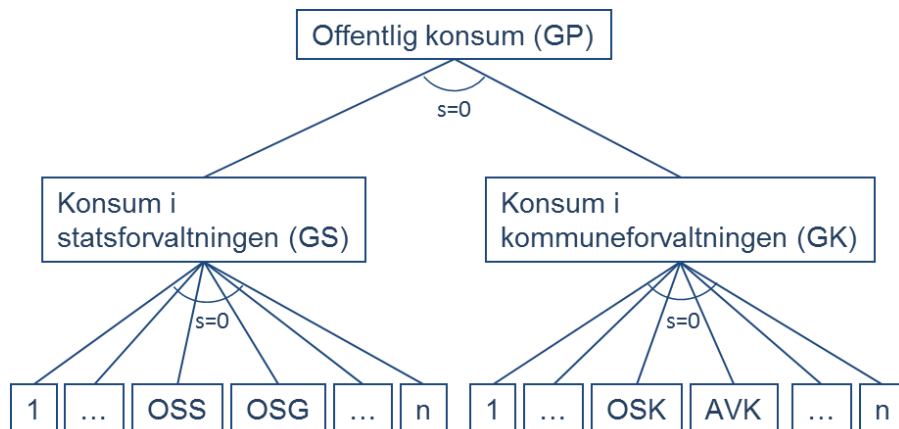 Offentlig konsum (GP)
s=0
Konsum i
statsforvaltningen (GS)
Konsum i
kommuneforvaltningen (GK)
s=0
s=0
1 ... OSS OSG ... n 1 ... OSK AVK ... n